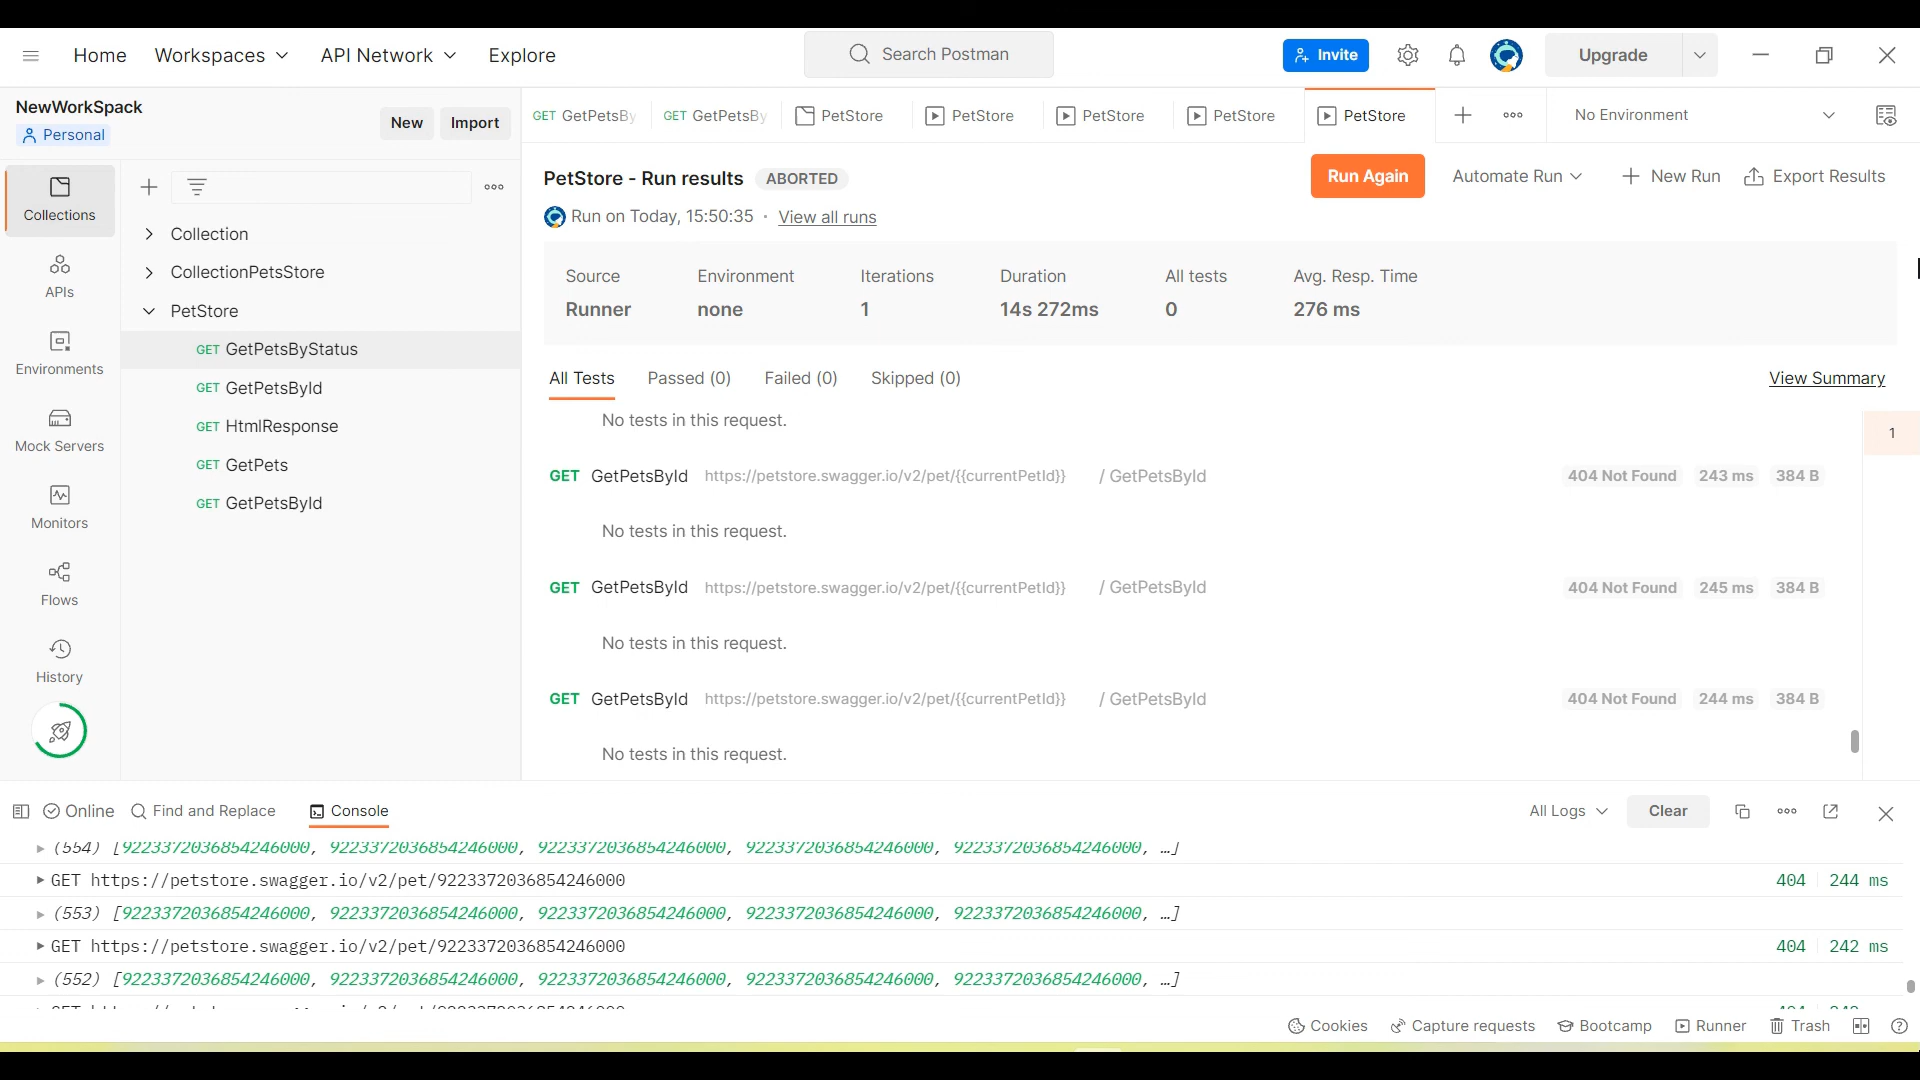 Home Workspaces API Network Explore Search Postman Invite Upgrade
NewWorkSpack
Personal
New Import
GET GetPetsBy GET GetPetsBy PetStore PetStore PetStore PetStore PetStore No Environment
Collections
APIs
Environments
Mock Servers
Monitors
Flows
History
Collection
CollectionPetsStore
PetStore
GET GetPetsByStatus
GET GetPetsById
GET HtmlResponse
GET GetPets
GET GetPetsById
PetStore - Run results ABORTED
Run Again Automate Run New Run Export Results
Run on Today, 15:50:35 · View all runs
Source Environment Iterations Duration All tests Avg. Resp. Time
Runner none 1 14s 272ms 0 276 ms
All Tests Passed (0) Failed (0) Skipped (0) View Summary
No tests in this request.
1
GET GetPetsById https://petstore.swagger.io/v2/pet/{{currentPetId}} / GetPetsById 404 Not Found 243 ms 384 B
No tests in this request.
GET GetPetsById https://petstore.swagger.io/v2/pet/{{currentPetId}} / GetPetsById 404 Not Found 245 ms 384 B
No tests in this request.
GET GetPetsById https://petstore.swagger.io/v2/pet/{{currentPetId}} / GetPetsById 404 Not Found 244 ms 384 B
No tests in this request.
Online Find and Replace Console All Logs Clear
(554) [9223372036854246000, 9223372036854246000, 9223372036854246000, 9223372036854246000, 9223372036854246000, …]
GET https://petstore.swagger.io/v2/pet/9223372036854246000 404 244 ms
(553) [9223372036854246000, 9223372036854246000, 9223372036854246000, 9223372036854246000, 9223372036854246000, …]
GET https://petstore.swagger.io/v2/pet/9223372036854246000 404 242 ms
(552) [9223372036854246000, 9223372036854246000, 9223372036854246000, 9223372036854246000, 9223372036854246000, …]
Cookies Capture requests Bootcamp Runner Trash